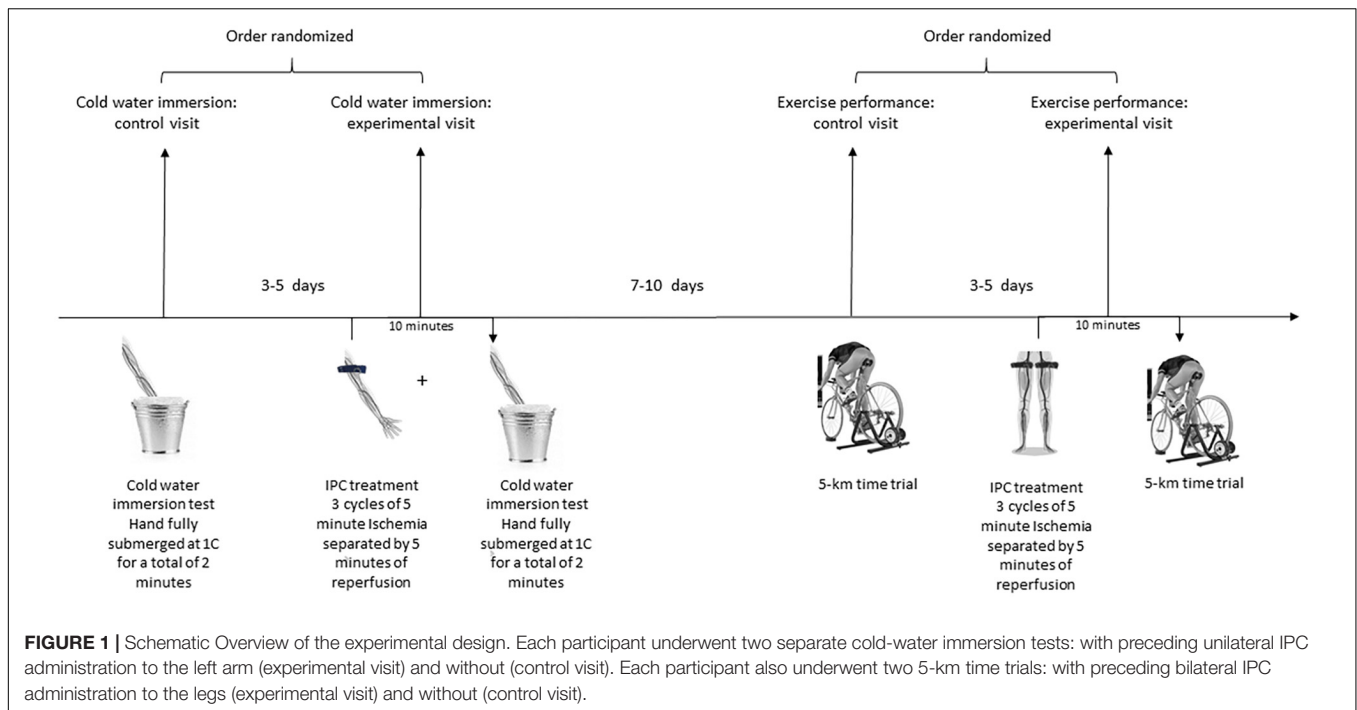 Order randomized
Order randomized
Cold water immersion:
control visit
Cold water immersion:
experimental visit
Exercise performance:
control visit
Exercise performance:
experimental visit
3-5 days
7-10 days
3-5 days
10 minutes
10 minutes
+
Cold water
immersion test
Hand fully
submerged at 1C
for a total of 2
minutes
IPC treatment
3 cycles of 5
minute Ischemia
separated by 5
minutes of
reperfusion
Cold water
immersion test
Hand fully
submerged at 1C
for a total of 2
minutes
5-km time trial
IPC treatment
3 cycles of 5
minute Ischemia
separated by 5
minutes of
reperfusion
5-km time trial
FIGURE 1 | Schematic Overview of the experimental design. Each participant underwent two separate cold-water immersion tests: with preceding unilateral IPC
administration to the left arm (experimental visit) and without (control visit). Each participant also underwent two 5-km time trials: with preceding bilateral IPC
administration to the legs (experimental visit) and without (control visit).